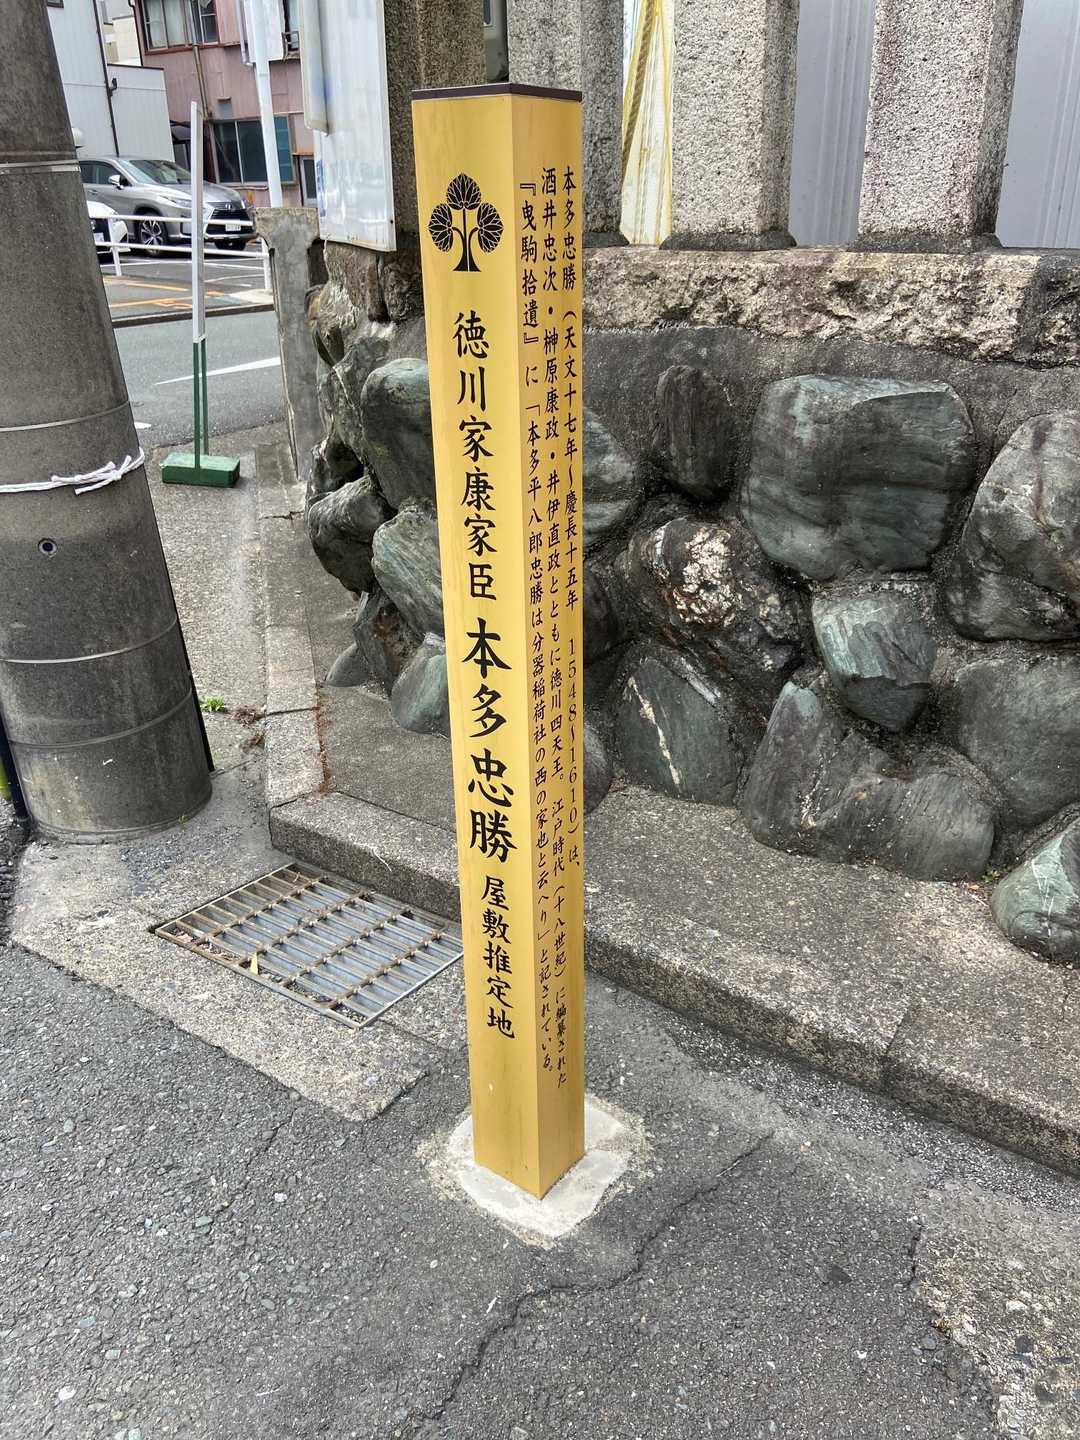 徳川家康家臣 本多忠勝 屋敷推定地
本多忠勝（天文十七年～慶長十五年 1548～1610）は、
酒井忠次・榊原康政・井伊直政とともに徳川四天王。江戸時代（十八世紀）に編纂された
『曳駒拾遺』に「本多平八郎忠勝は分器稲荷社の西の家也と云へり」と記されている。